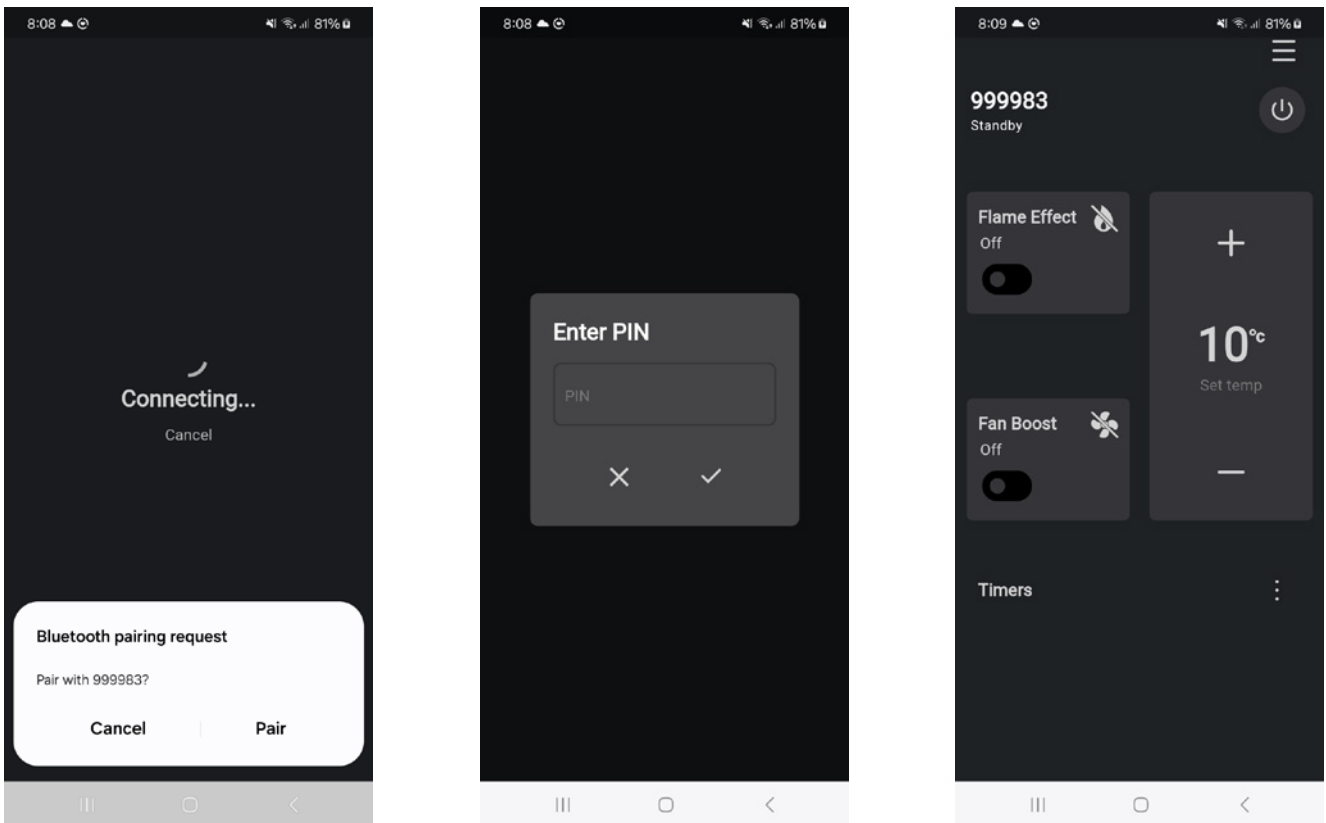 8:08 81%
Connecting...
Cancel
Bluetooth pairing request
Pair with 999983?
Cancel Pair
8:08 81%
Enter PIN
PIN
8:09 81%
999983
Standby
Flame Effect
Off
10°c
Set temp
Fan Boost
Off
Timers